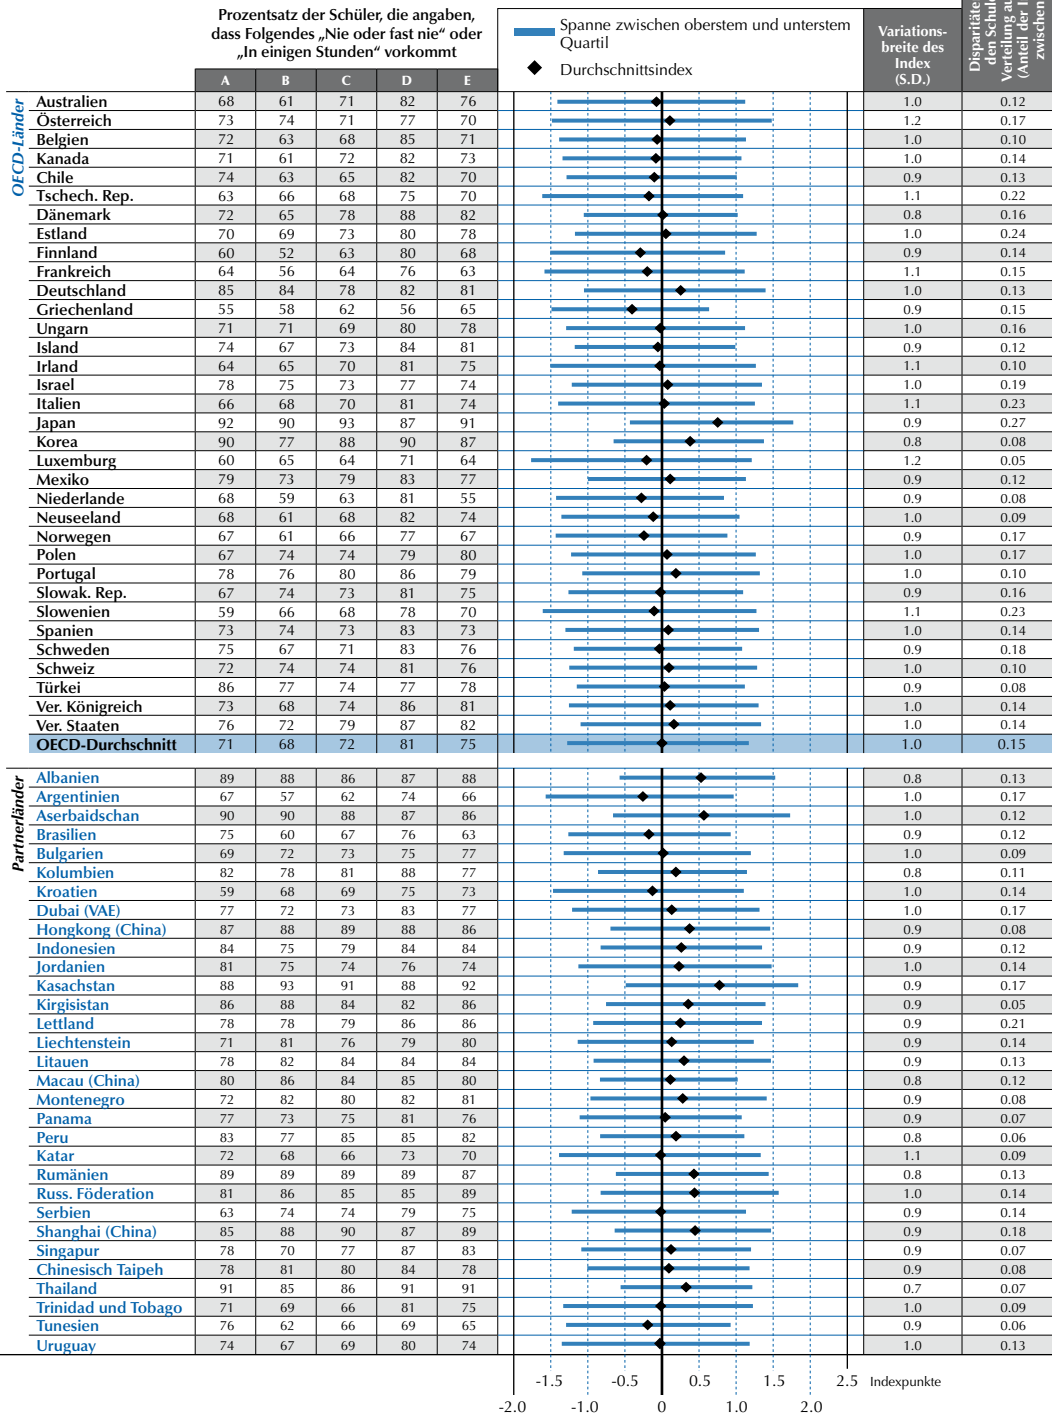 Prozentsatz der Schüler, die angaben,
dass Folgendes „Nie oder fast nie“ oder
„In einigen Stunden“ vorkommt
A B C D E
Spanne zwischen oberstem und unterstem
Quartil
Durchschnittsindex
Variations-
breite des
Index
(S.D.)
Disparitäte
den Schule
Verteilung au
(Anteil der I
zwischen
OECD-Länder
Australien 68 61 71 82 76 1.0 0.12
Österreich 73 74 71 77 70 1.2 0.17
Belgien 72 63 68 85 71 1.0 0.10
Kanada 71 61 72 82 73 1.0 0.14
Chile 74 63 65 82 70 0.9 0.13
Tschech. Rep. 63 66 68 75 70 1.1 0.22
Dänemark 72 65 78 88 82 0.8 0.16
Estland 70 69 73 80 78 1.0 0.24
Finnland 60 52 63 80 68 0.9 0.14
Frankreich 64 56 64 76 63 1.1 0.15
Deutschland 85 84 78 82 81 1.0 0.13
Griechenland 55 58 62 56 65 0.9 0.15
Ungarn 71 71 69 80 78 1.0 0.16
Island 74 67 73 84 81 0.9 0.12
Irland 64 65 70 81 75 1.1 0.10
Israel 78 75 73 77 74 1.0 0.19
Italien 66 68 70 81 74 1.1 0.23
Japan 92 90 93 87 91 0.9 0.27
Korea 90 77 88 90 87 0.8 0.08
Luxemburg 60 65 64 71 64 1.2 0.05
Mexiko 79 73 79 83 77 0.9 0.12
Niederlande 68 59 63 81 55 0.9 0.08
Neuseeland 68 61 68 82 74 1.0 0.09
Norwegen 67 61 66 77 67 0.9 0.17
Polen 67 74 74 79 80 1.0 0.17
Portugal 78 76 80 86 79 1.0 0.10
Slowak. Rep. 67 74 73 81 75 0.9 0.16
Slowenien 59 66 68 78 70 1.1 0.23
Spanien 73 74 73 83 73 1.0 0.14
Schweden 75 67 71 83 76 0.9 0.18
Schweiz 72 74 74 81 76 1.0 0.10
Türkei 86 77 74 77 78 0.9 0.08
Ver. Königreich 73 68 74 86 81 1.0 0.14
Ver. Staaten 76 72 79 87 82 1.0 0.14
OECD-Durchschnitt 71 68 72 81 75 1.0 0.15
Partnerländer
Albanien 89 88 86 87 88 0.8 0.13
Argentinien 67 57 62 74 66 1.0 0.17
Aserbaidschan 90 90 88 87 86 1.0 0.12
Brasilien 75 60 67 76 63 0.9 0.12
Bulgarien 69 72 73 75 77 1.0 0.09
Kolumbien 82 78 81 88 77 0.8 0.11
Kroatien 59 68 69 75 73 1.0 0.14
Dubai (VAE) 77 72 73 83 77 1.0 0.17
Hongkong (China) 87 88 89 88 86 0.9 0.08
Indonesien 84 75 79 84 84 0.9 0.12
Jordanien 81 75 74 76 74 1.0 0.14
Kasachstan 88 93 91 88 92 0.9 0.17
Kirgisistan 86 88 84 82 86 0.9 0.05
Lettland 78 78 79 86 86 0.9 0.21
Liechtenstein 71 81 76 79 80 0.9 0.14
Litauen 78 82 84 84 84 0.9 0.13
Macau (China) 80 86 84 85 80 0.8 0.12
Montenegro 72 82 80 82 81 0.9 0.08
Panama 77 73 75 81 76 0.9 0.07
Peru 83 77 85 85 82 0.8 0.06
Katar 72 68 66 73 70 1.1 0.09
Rumänien 89 89 89 89 87 0.8 0.13
Russ. Föderation 81 86 85 85 89 1.0 0.14
Serbien 63 74 74 79 75 0.9 0.14
Shanghai (China) 85 88 90 87 89 0.9 0.18
Singapur 78 70 77 87 83 0.9 0.07
Chinesisch Taipeh 78 81 80 84 78 0.9 0.08
Thailand 91 85 86 91 91 0.7 0.07
Trinidad und Tobago 71 69 66 81 75 1.0 0.09
Tunesien 76 62 66 69 65 0.9 0.06
Uruguay 74 67 69 80 74 1.0 0.13
-1.5 -0.5 0.5 1.5 2.5 Indexpunkte
-2.0 -1.0 0 1.0 2.0